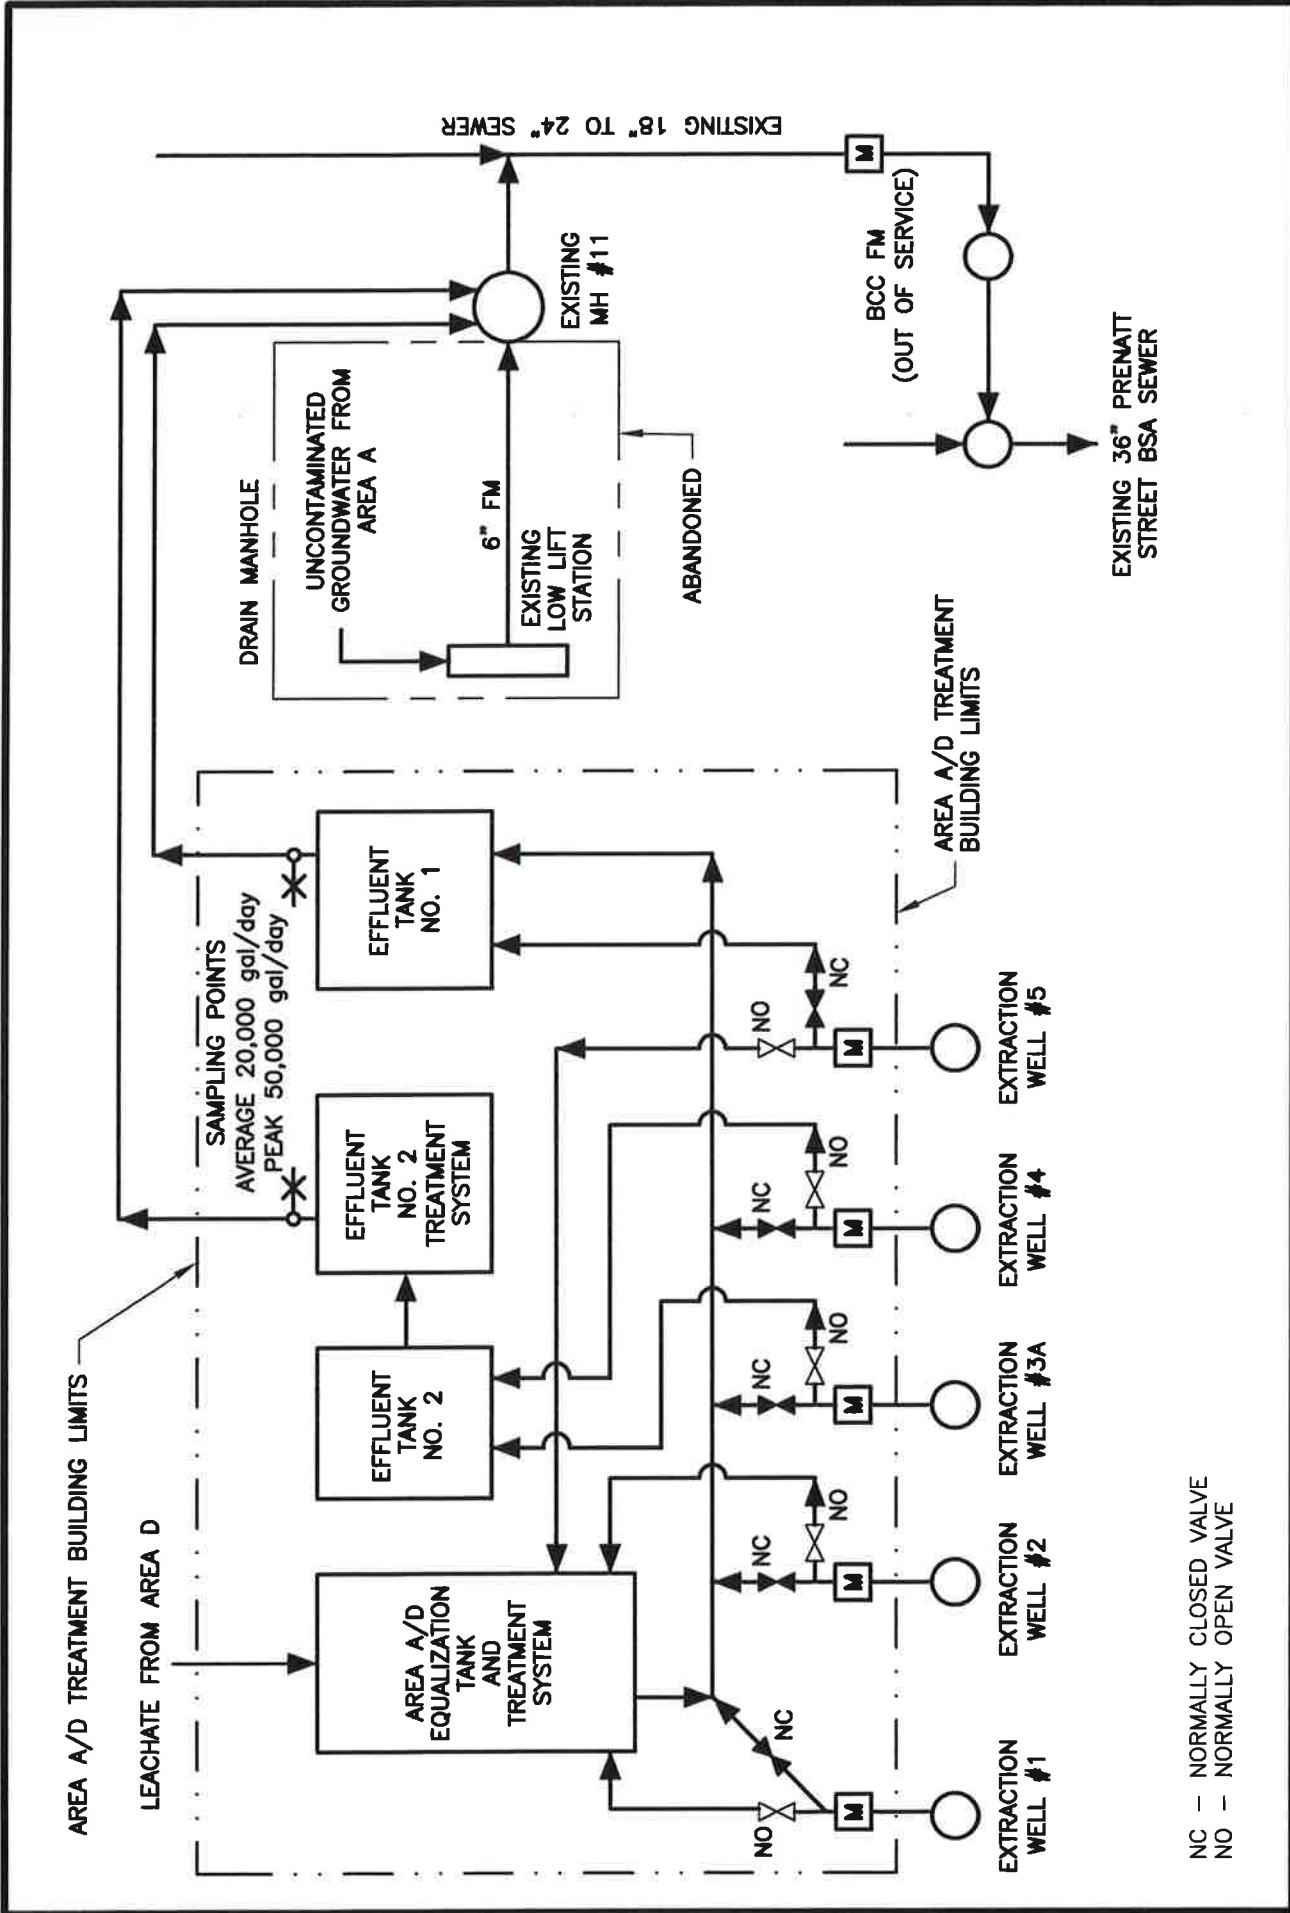 AREA A/D TREATMENT BUILDING LIMITS
LEACHATE FROM AREA D
SAMPLING POINTS
AVERAGE 20,000 gal/day
PEAK 50,000 gal/day
AREA A/D
EQUALIZATION
TANK
AND
TREATMENT
SYSTEM
EFFLUENT
TANK
NO. 2
EFFLUENT
TANK
NO. 2
TREATMENT
SYSTEM
EFFLUENT
TANK
NO. 1
DRAIN MANHOLE
UNCONTAMINATED
GROUNDWATER FROM
AREA A
6" FM
EXISTING
LOW LIFT
STATION
ABANDONED
EXISTING
MH #11
EXISTING 18" TO 24" SEWER
M
BCC FM
(OUT OF SERVICE)
EXISTING 36" PRENATT
STREET BSA SEWER
AREA A/D TREATMENT
BUILDING LIMITS
NO
NC
M
NC
NO
M
NC
NO
M
NC
NO
M
NO
NC
M
EXTRACTION
WELL #1
EXTRACTION
WELL #2
EXTRACTION
WELL #3A
EXTRACTION
WELL #4
EXTRACTION
WELL #5
NC – NORMALLY CLOSED VALVE
NO – NORMALLY OPEN VALVE